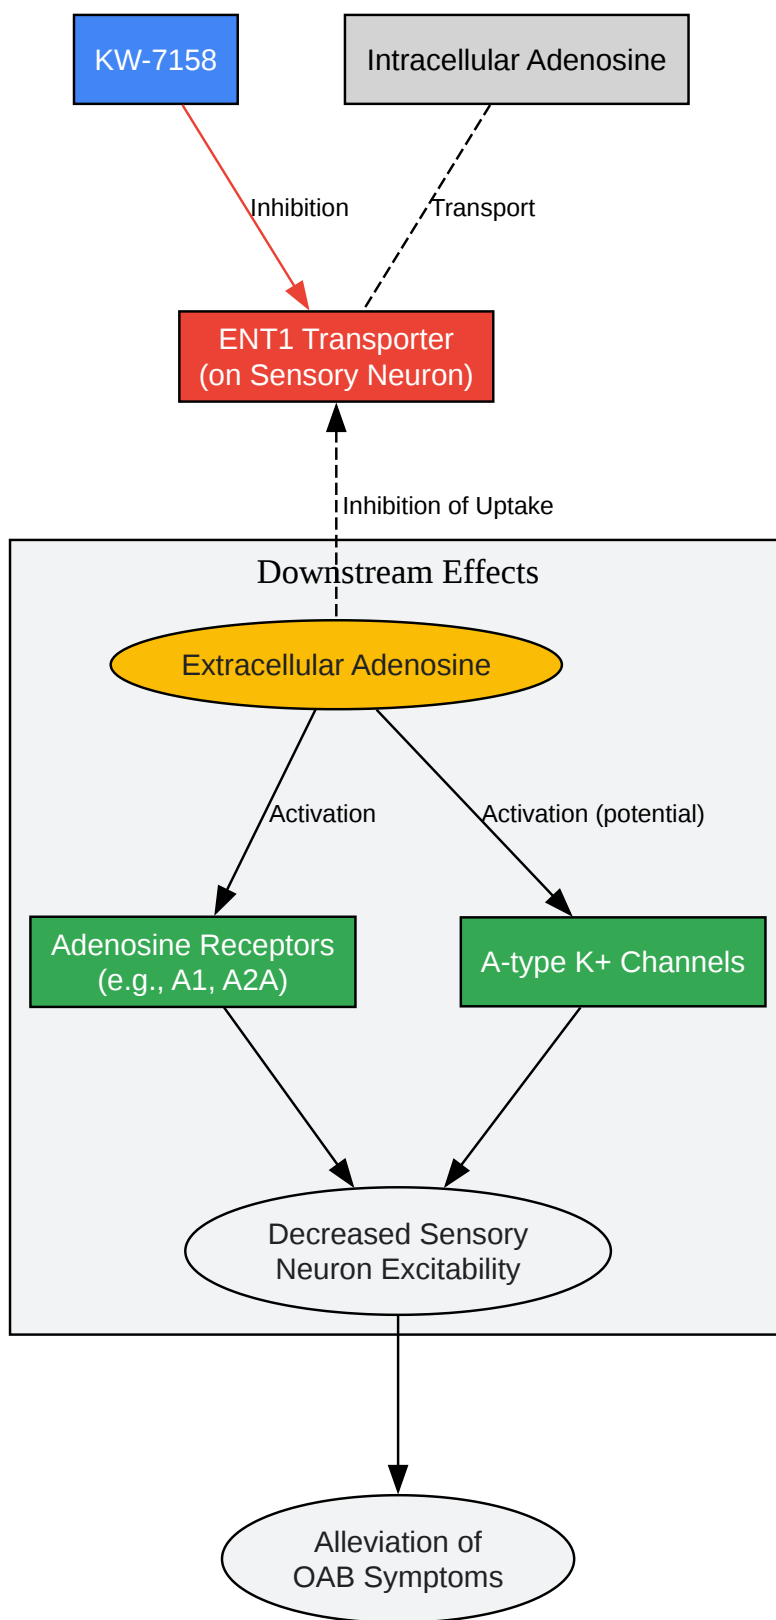 KW-7158
Intracellular Adenosine
Inhibition
Transport
ENT1 Transporter
(on Sensory Neuron)
Inhibition of Uptake
Downstream Effects
Extracellular Adenosine
Activation
Activation (potential)
Adenosine Receptors
(e.g., A1, A2A)
A-type K+ Channels
Decreased Sensory
Neuron Excitability
Alleviation of
OAB Symptoms